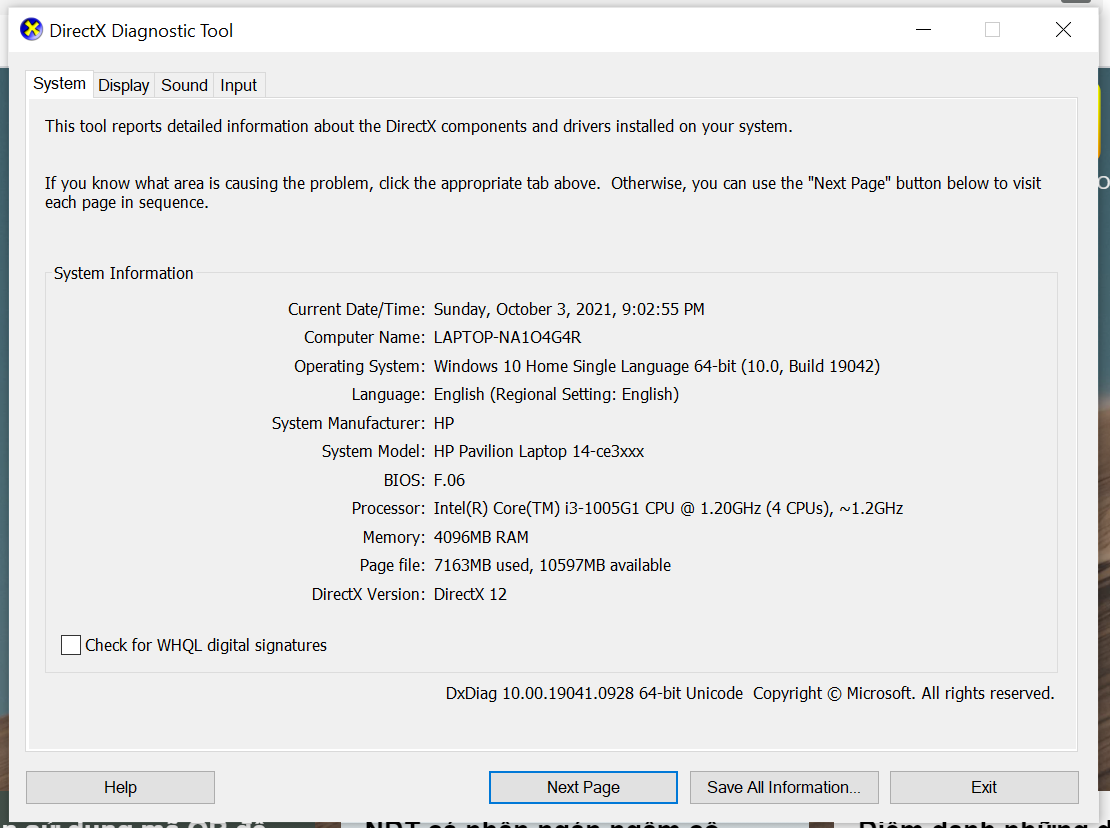 DirectX Diagnostic Tool
System Display Sound Input
This tool reports detailed information about the DirectX components and drivers installed on your system.
If you know what area is causing the problem, click the appropriate tab above.  Otherwise, you can use the "Next Page" button below to visit
each page in sequence.
System Information
Current Date/Time: Sunday, October 3, 2021, 9:02:55 PM
Computer Name: LAPTOP-NA1O4G4R
Operating System: Windows 10 Home Single Language 64-bit (10.0, Build 19042)
Language: English (Regional Setting: English)
System Manufacturer: HP
System Model: HP Pavilion Laptop 14-ce3xxx
BIOS: F.06
Processor: Intel(R) Core(TM) i3-1005G1 CPU @ 1.20GHz (4 CPUs), ~1.2GHz
Memory: 4096MB RAM
Page file: 7163MB used, 10597MB available
DirectX Version: DirectX 12
Check for WHQL digital signatures
DxDiag 10.00.19041.0928 64-bit Unicode  Copyright © Microsoft. All rights reserved.
Help Next Page Save All Information... Exit